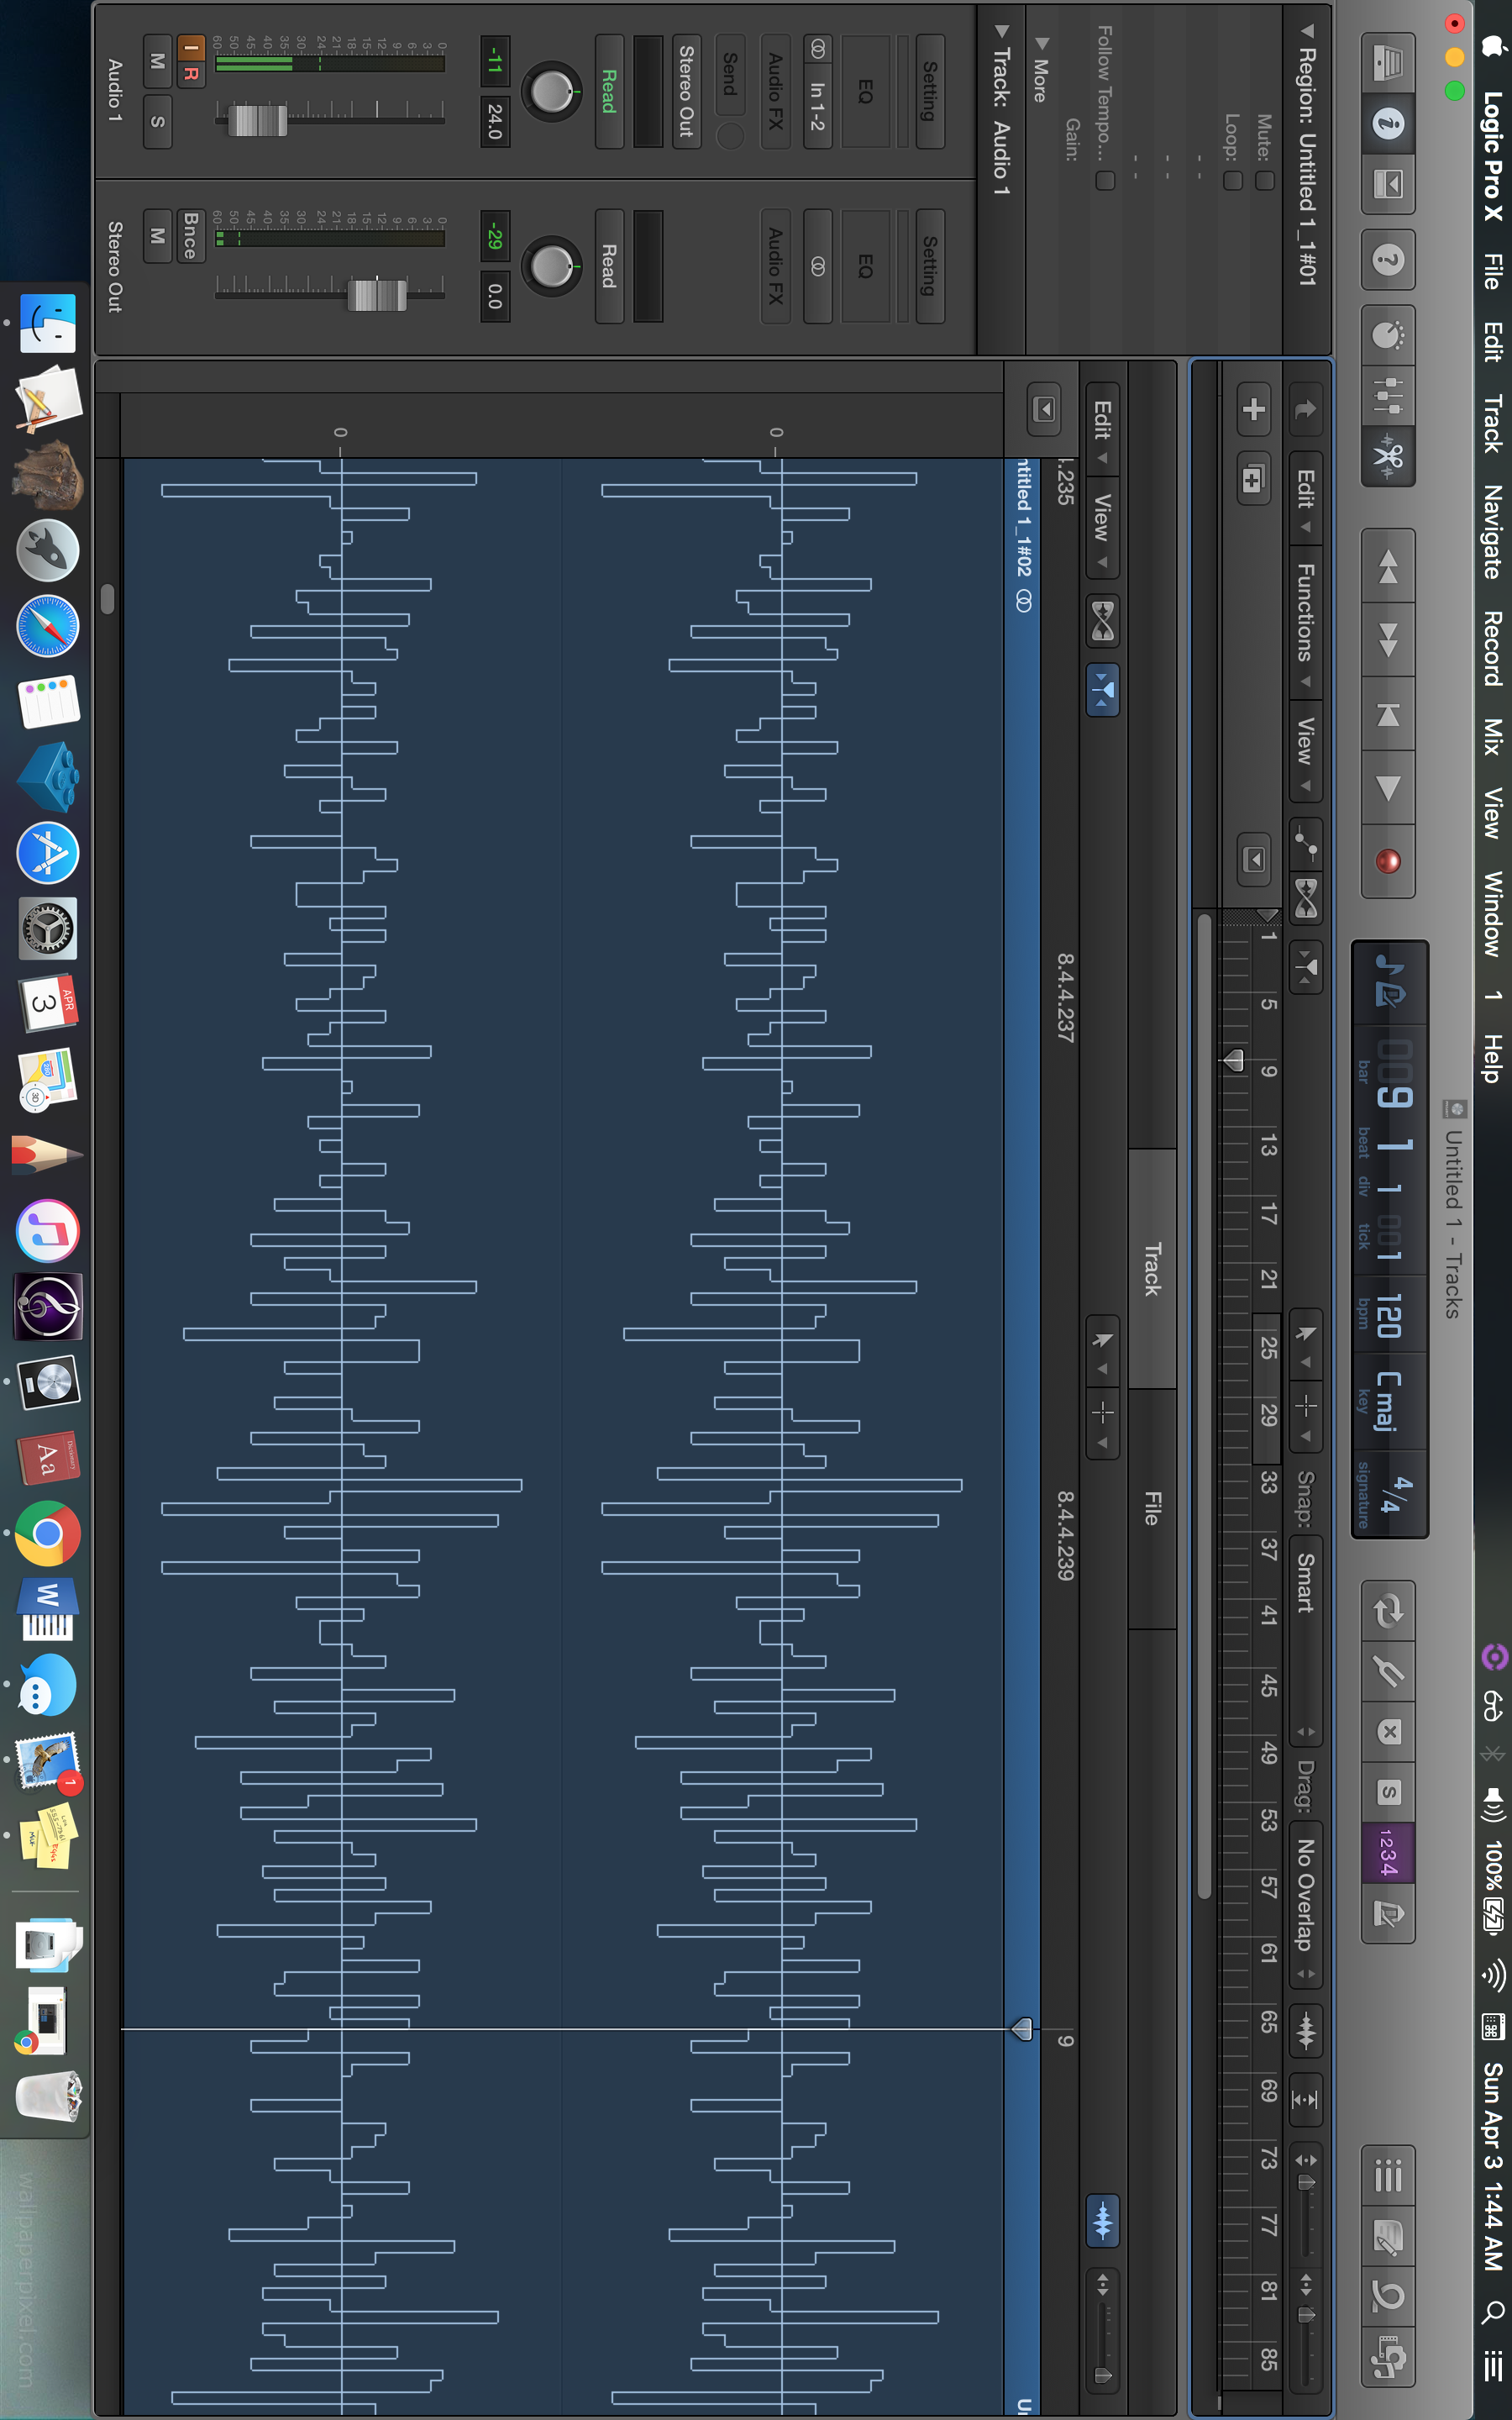 Logic Pro X File Edit Track Navigate Record Mix View Window 1 Help 100% Sun Apr 3 1:44 AM
Untitled 1 - Tracks
009 1 1 001 120 C maj 4/4
bar beat div tick bpm key signature
S 1234
Region: Untitled 1_1#01
Edit Functions View Snap: Smart Drag: No Overlap
Mute:
Loop:
1 5 9 13 17 21 25 29 33 37 41 45 49 53 57 61 65 69 73 77 81 85
- -
- -
- -
Follow Tempo...
Gain:
More
Track: Audio 1
Track File
Edit View
.235 8.4.4.237 8.4.4.239 9
ntitled 1_1#02 U
Setting Setting
EQ EQ
In 1-2
Audio FX Audio FX
Send
Stereo Out
Read Read
-11 24.0 -29 0.0
0 3 6 9 12 15 18 21 24 30 35 40 45 50 60
0 3 6 9 12 15 18 21 24 30 35 40 45 50 60
I R Bnce
M S M
Audio 1 Stereo Out
0
0
APR
3
280
3D
Dictionary
Aa
W
1
wallpaperpixel.com